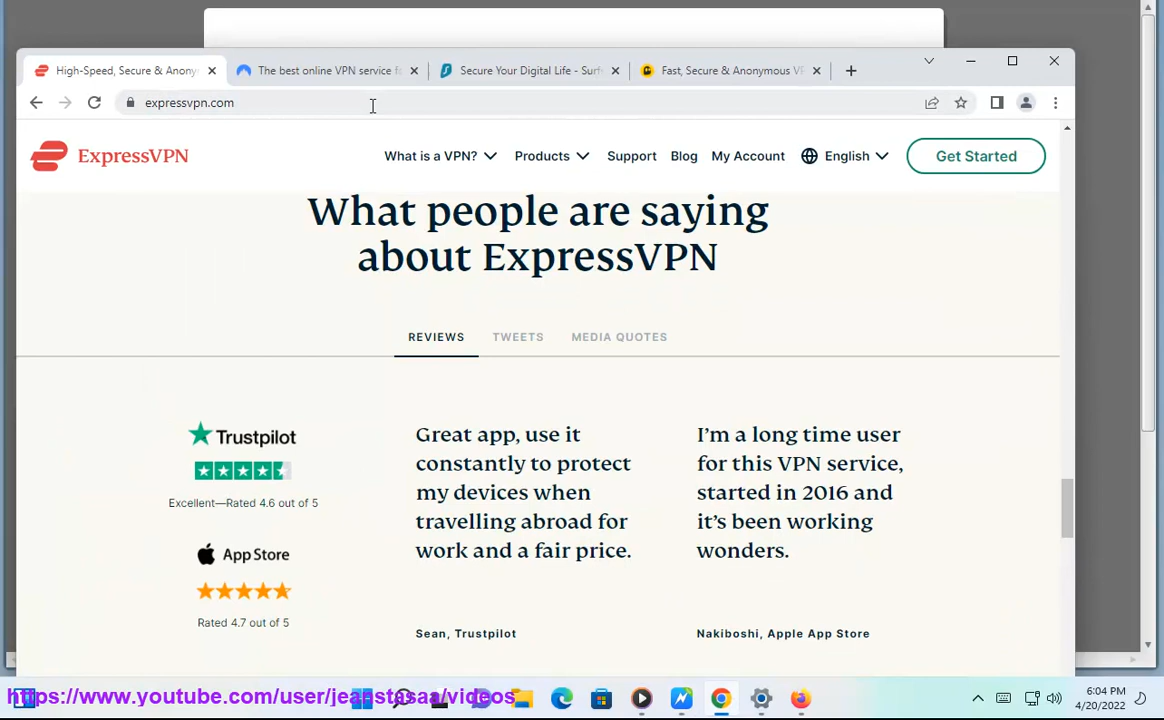 High-Speed, Secure & Anony
The best online VPN service fo
Secure Your Digital Life - Surfs
Fast, Secure & Anonymous VP
expressvpn.com
ExpressVPN
What is a VPN?
Products
Support
Blog
My Account
English
Get Started
What people are saying
about ExpressVPN
REVIEWS
TWEETS
MEDIA QUOTES
Trustpilot
Excellent—Rated 4.6 out of 5
App Store
Rated 4.7 out of 5
Great app, use it
constantly to protect
my devices when
travelling abroad for
work and a fair price.
Sean, Trustpilot
I’m a long time user
for this VPN service,
started in 2016 and
it’s been working
wonders.
Nakiboshi, Apple App Store
https://www.youtube.com/user/jeanstasaa/videos
6:04 PM
4/20/2022